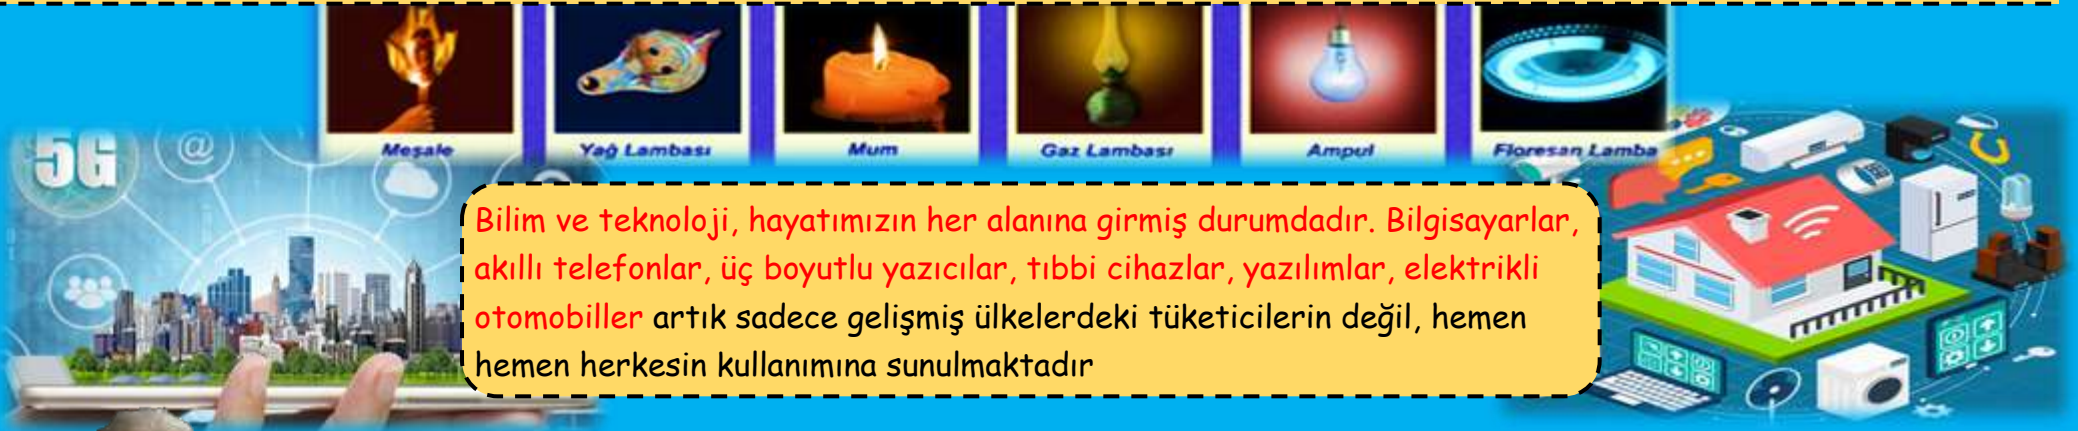 Meşale
Yağ Lambası
Mum
Gaz Lambası
Ampul
Floresan Lamba
5G
@
Bilim ve teknoloji, hayatımızın her alanına girmiş durumdadır. Bilgisayarlar,
akıllı telefonlar, üç boyutlu yazıcılar, tıbbi cihazlar, yazılımlar, elektrikli
otomobiller artık sadece gelişmiş ülkelerdeki tüketicilerin değil, hemen
hemen herkesin kullanımına sunulmaktadır